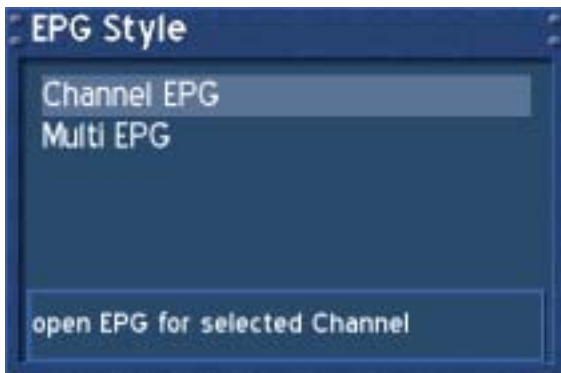 EPG Style
Channel EPG
Multi EPG
open EPG for selected Channel